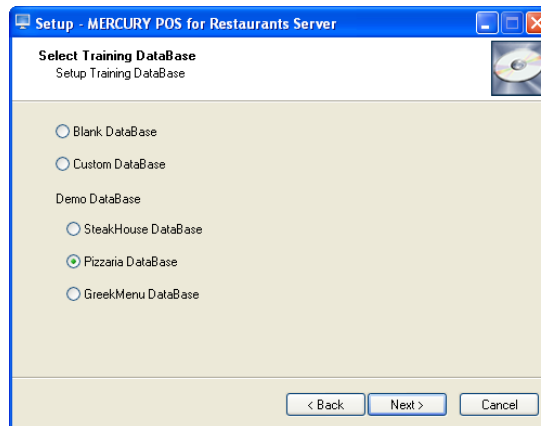 Setup - MERCURY POS for Restaurants Server
Select Training DataBase
Setup Training DataBase
Blank DataBase
Custom DataBase
Demo DataBase
SteakHouse DataBase
Pizzaria DataBase
GreekMenu DataBase
< Back Next > Cancel